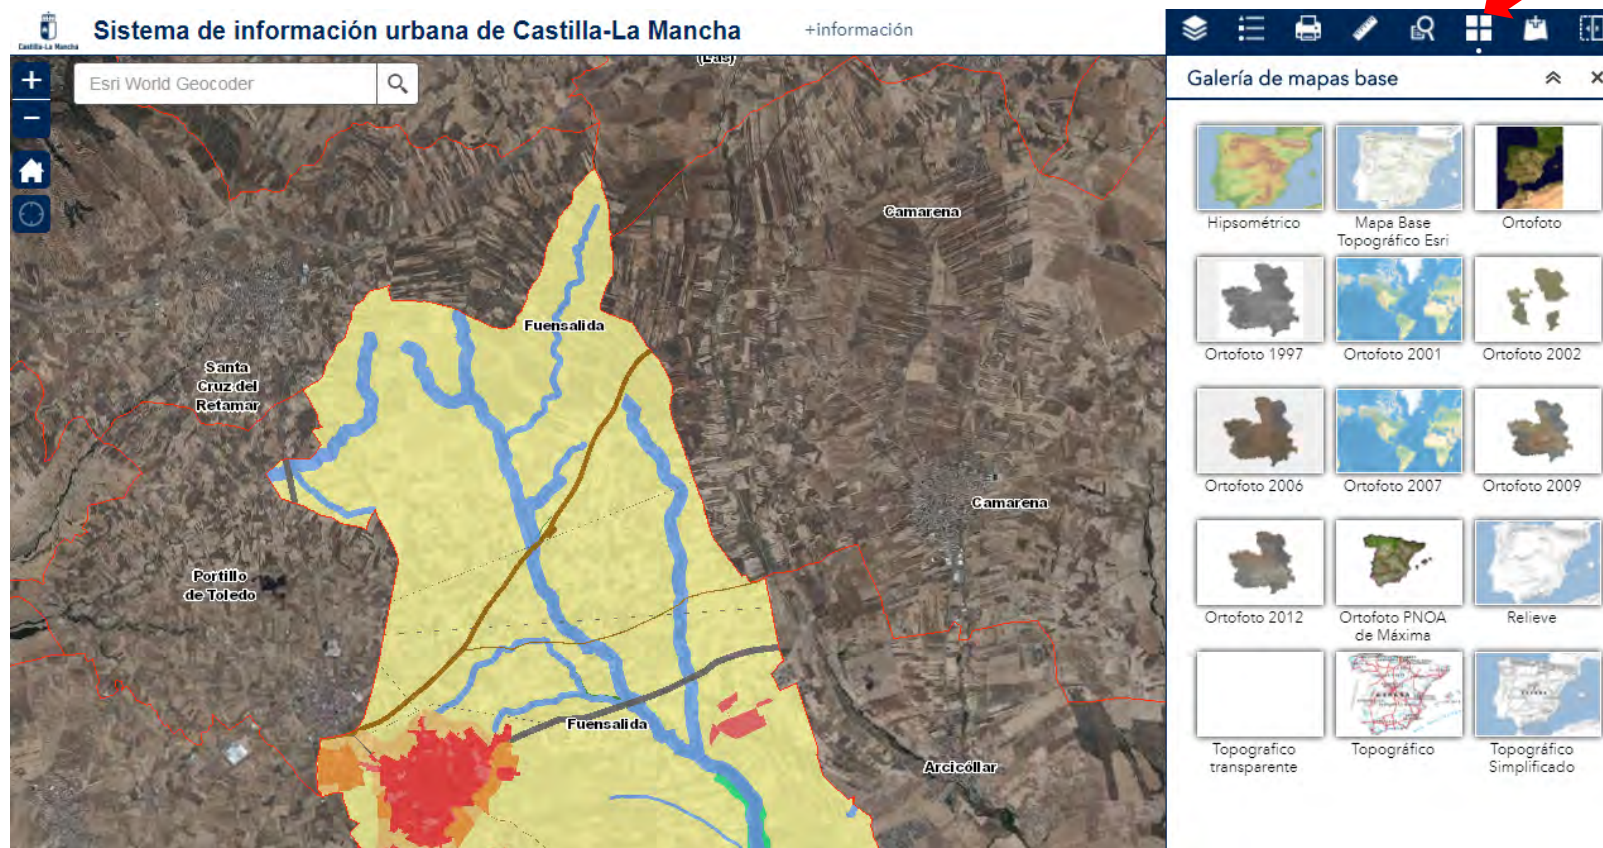 Castilla-La Mancha
Sistema de información urbana de Castilla-La Mancha
+información
Esri World Geocoder
(Las)
Camarena
Fuensalida
Santa
Cruz del
Retamar
Camarena
Portillo
de Toledo
Fuensalida
Arcicóllar
Galería de mapas base
Hipsométrico
Mapa Base
Topográfico Esri
Ortofoto
Ortofoto 1997
Ortofoto 2001
Ortofoto 2002
Ortofoto 2006
Ortofoto 2007
Ortofoto 2009
Ortofoto 2012
Ortofoto PNOA
de Máxima
Relieve
Topografico
transparente
Topográfico
Topográfico
Simplificado